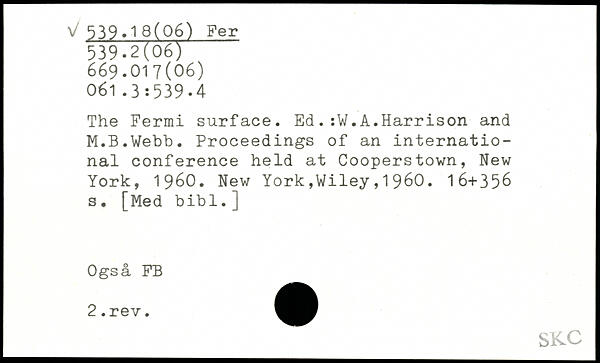 √ 539.18(06) Fer
539.2(06)
669.017(06)
061.3:539.4
The Fermi surface. Ed.:W.A.Harrison and
M.B.Webb. Proceedings of an internatio-
nal conference held at Cooperstown, New
York, 1960. New York,Wiley,1960. 16+356
s. [Med bibl.]
Også FB
2.rev.
SKC